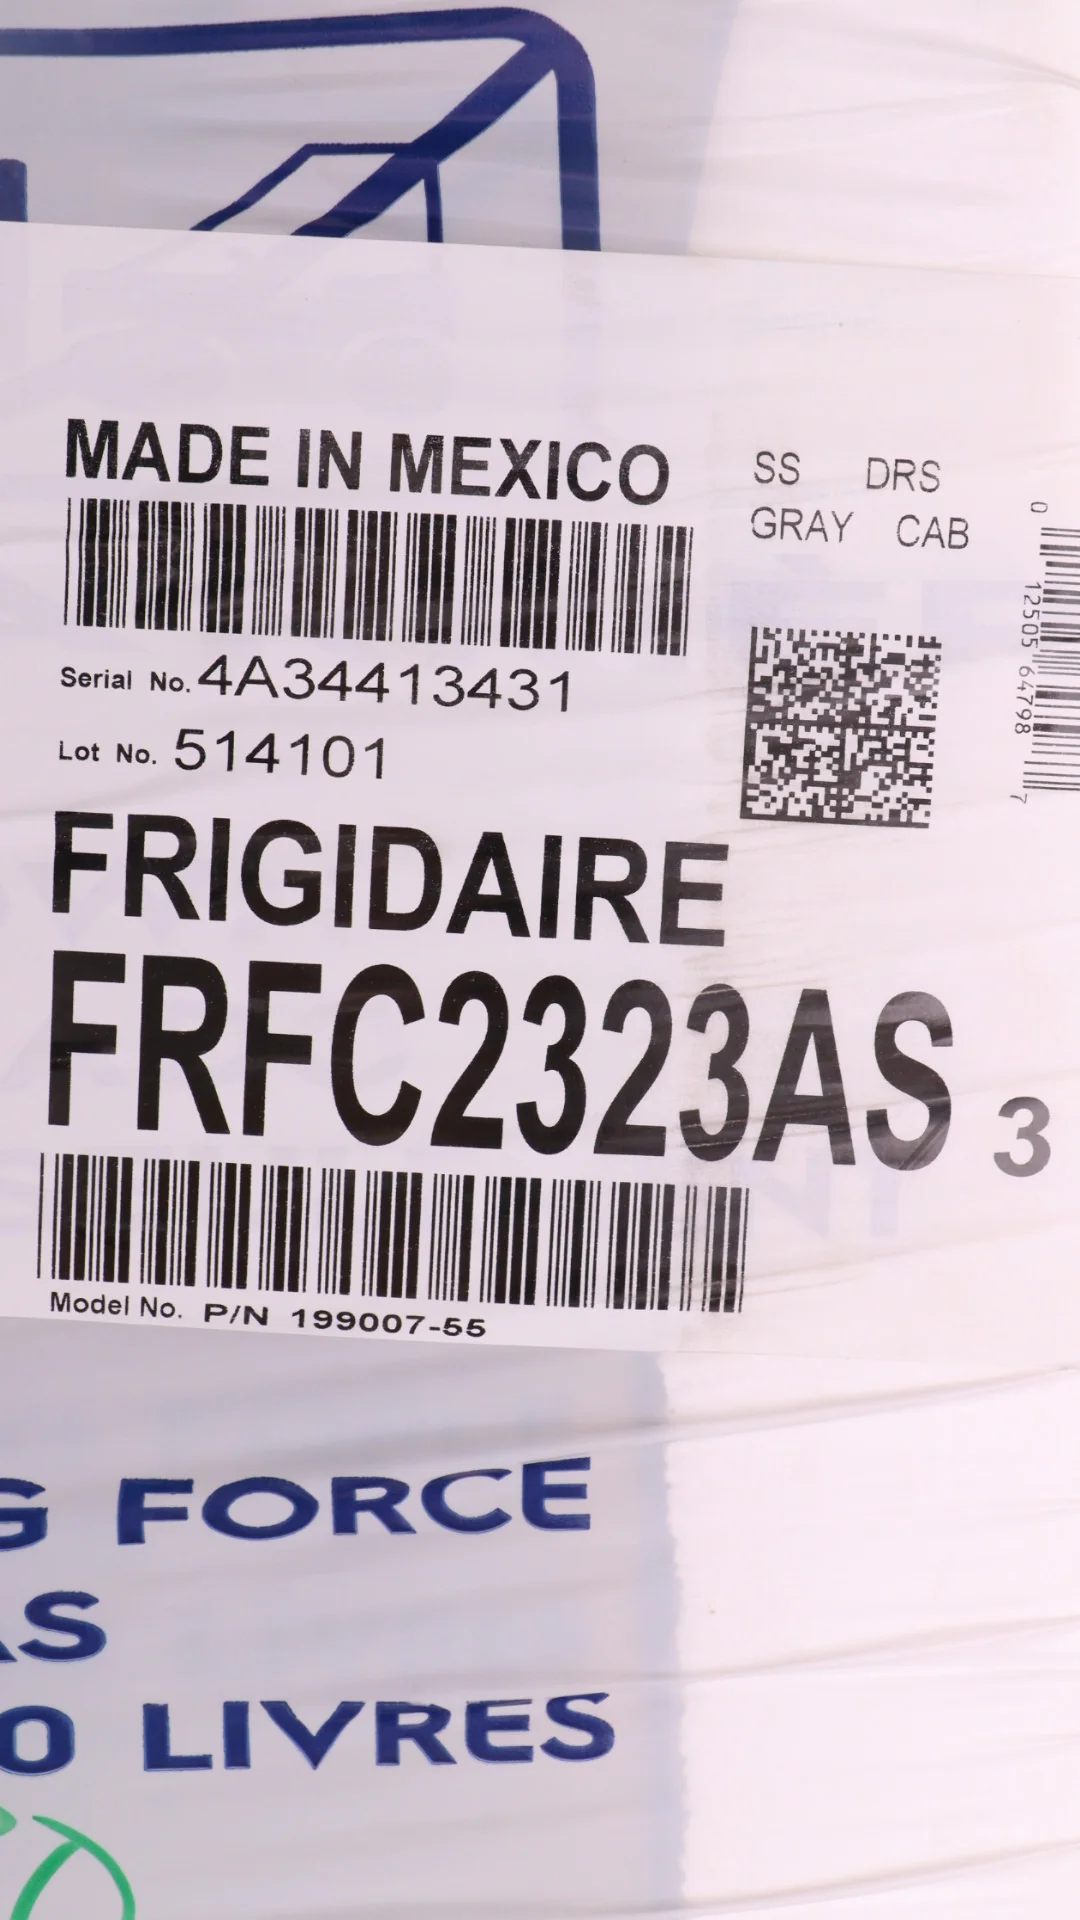 MADE IN MEXICO
SS DRS
GRAY CAB
Serial No. 4A34413431
Lot No. 514101
0 12505 64798 7
FRIGIDAIRE
FRFC2323AS 3
Model No. P/N 199007-55
G FORCE
AS
0 LIVRES